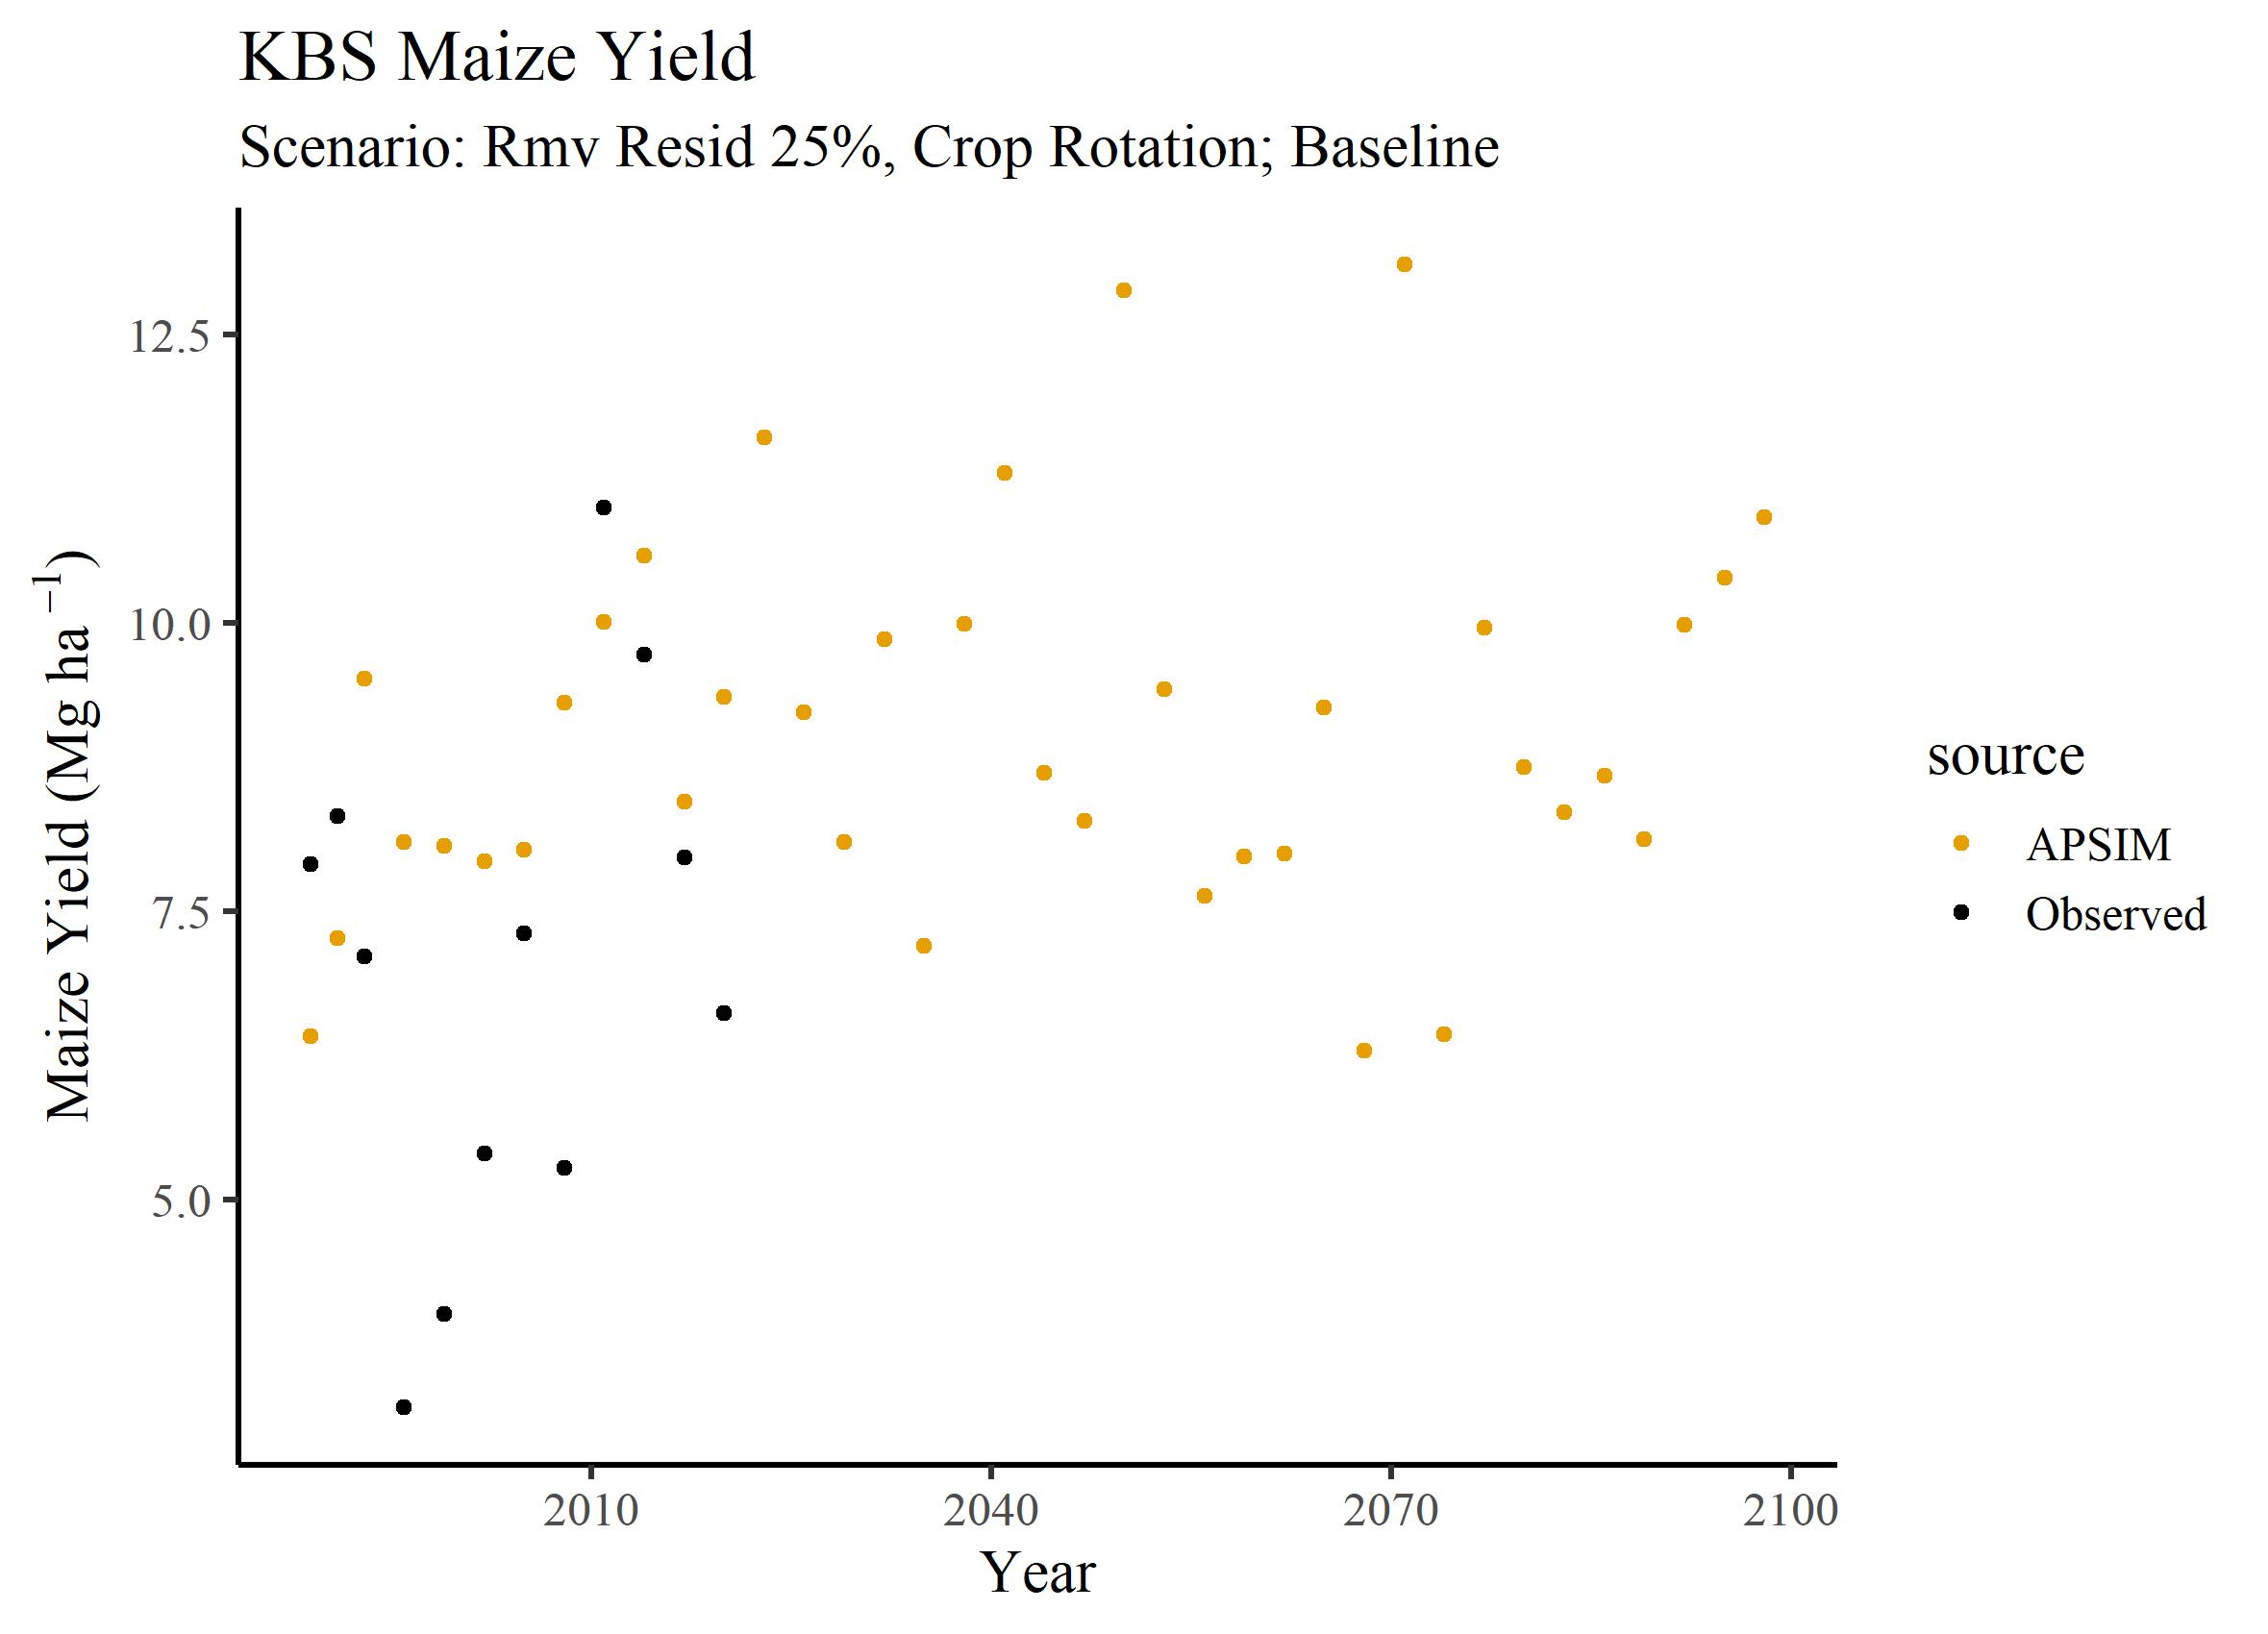 KBS Maize Yield
Scenario: Rmv Resid 25%, Crop Rotation; Baseline
Maize Yield (Mg ha⁻¹)
12.5
10.0
7.5
5.0
2010
2040
2070
2100
Year
source
APSIM
Observed